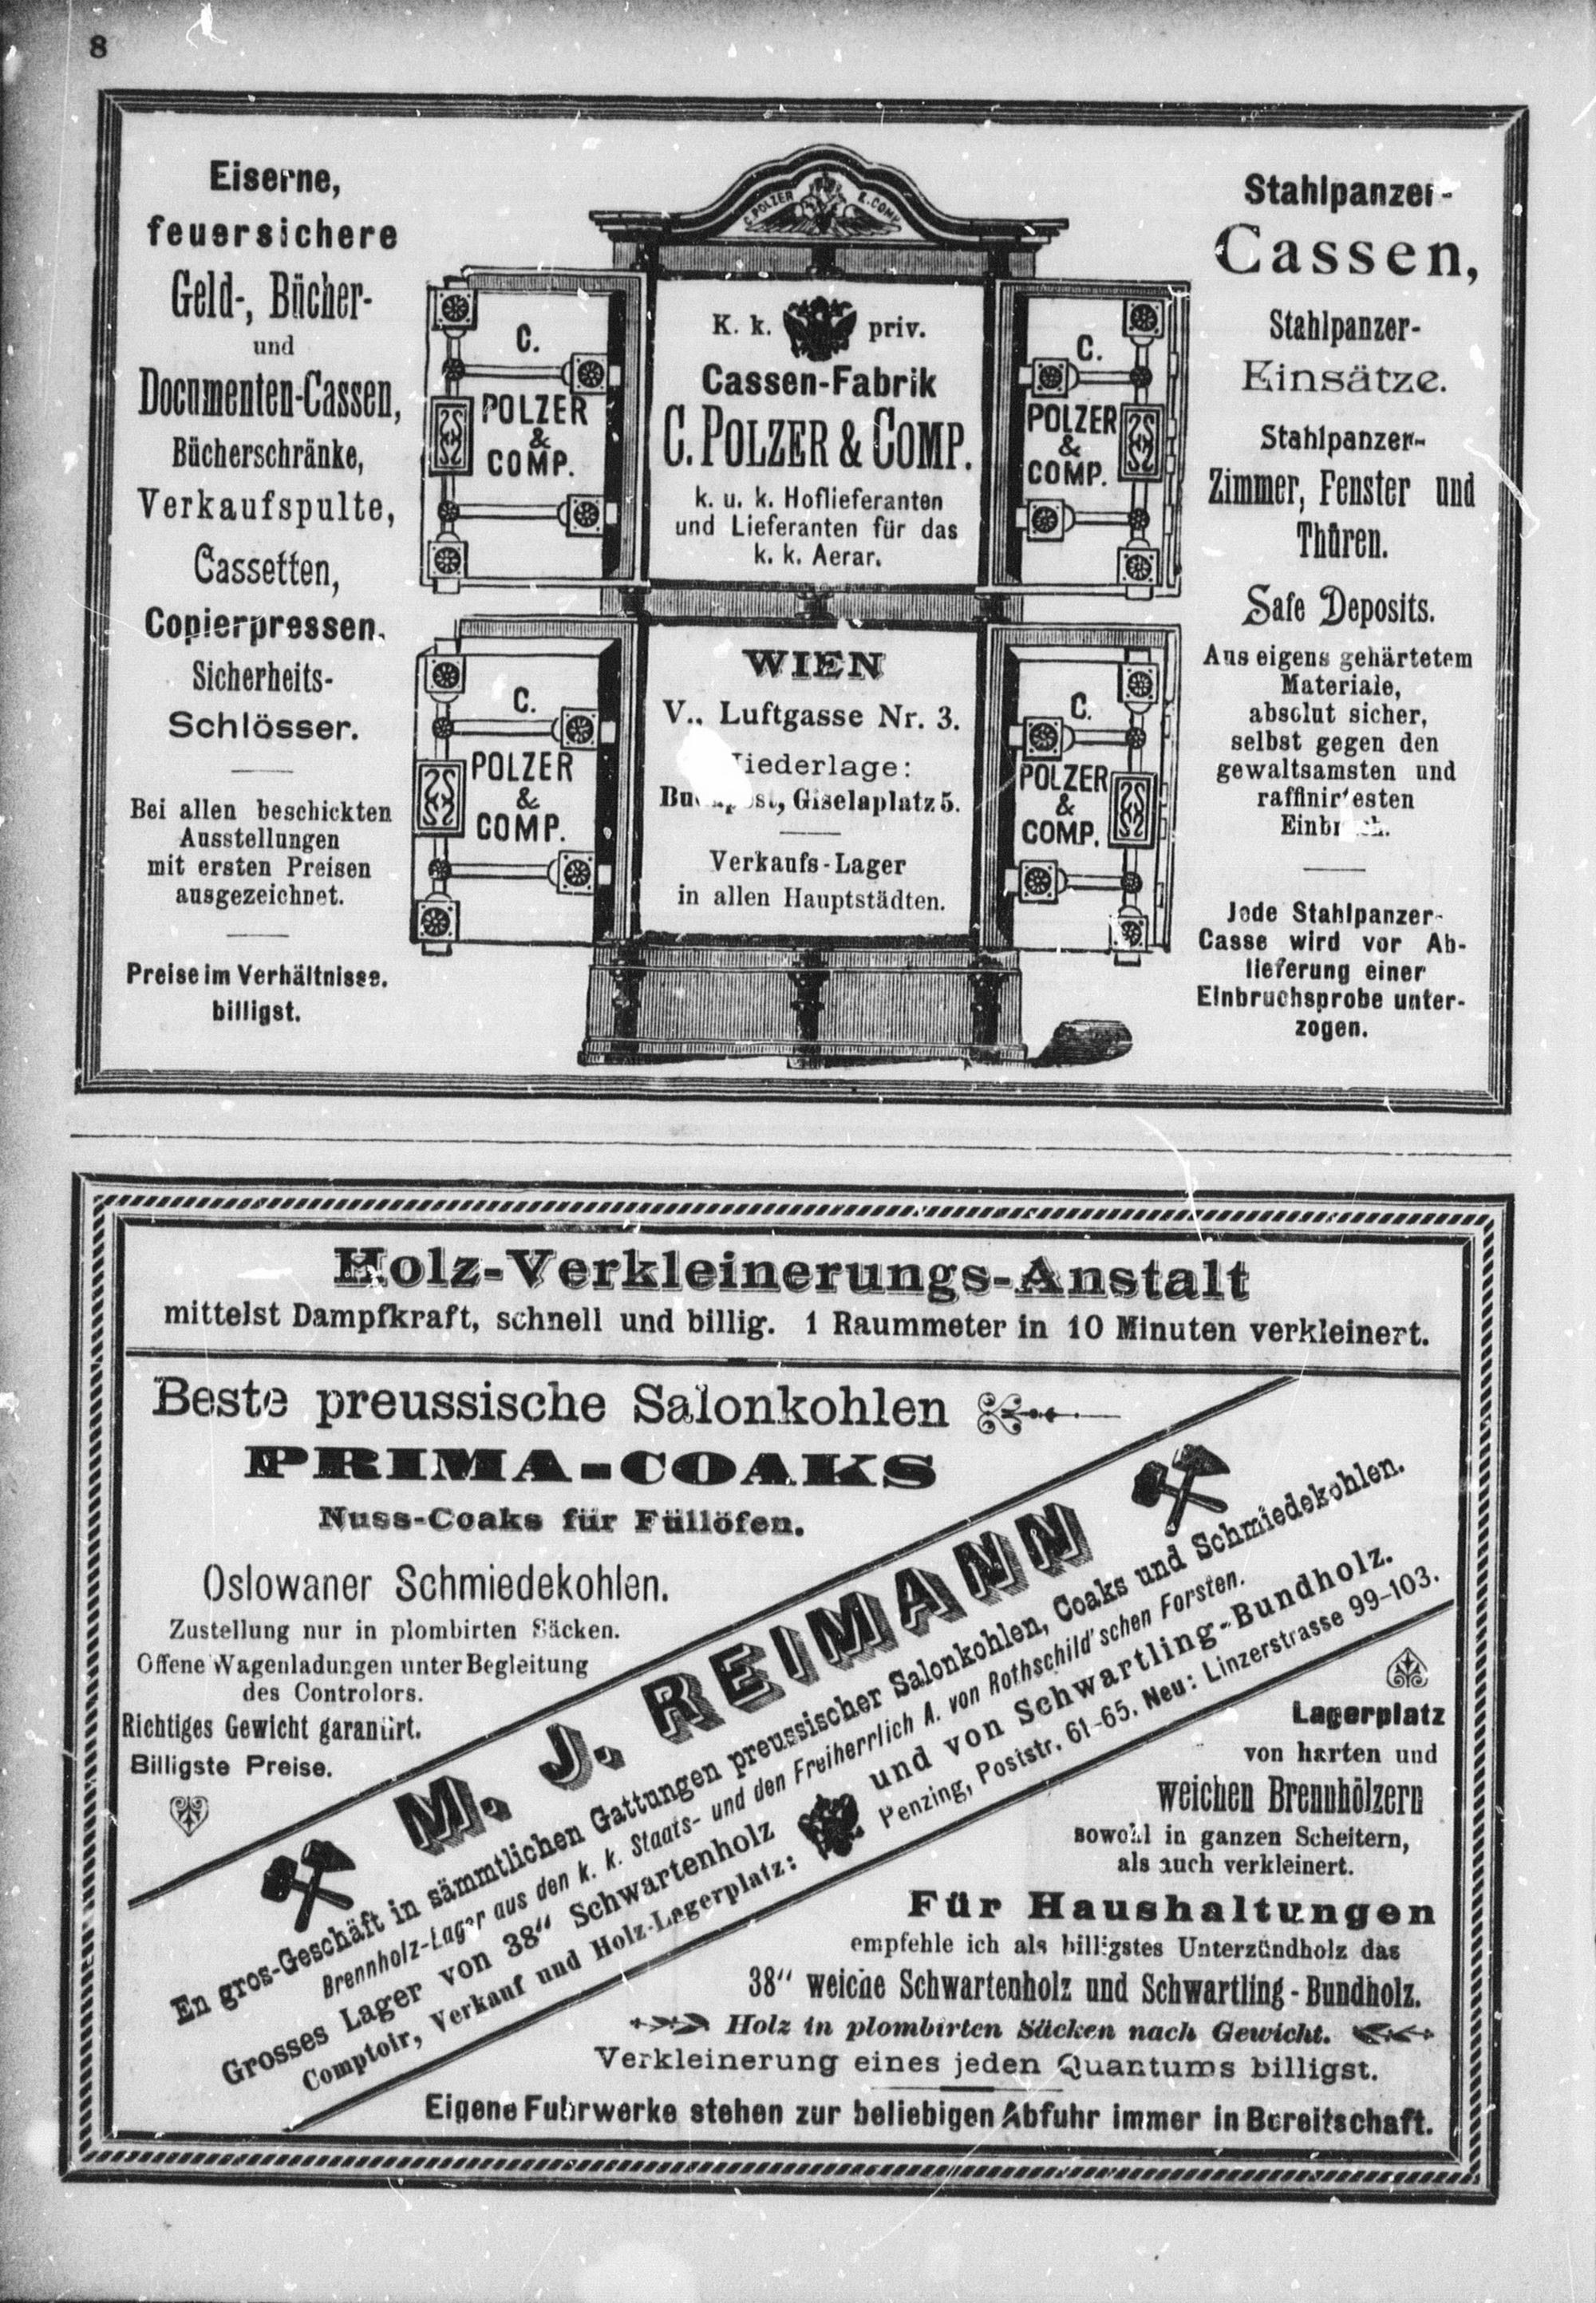 8
Eiserne,
feuersichere
Geld-, Bücher-
und
Documenten-Cassen,
Bücherschränke,
Verkaufspulte,
Cassetten,
Copierpressen.
Sicherheits-
Schlösser.
Bei allen beschickten
Ausstellungen
mit ersten Preisen
ausgezeichnet.
Preise im Verhältnisse.
billigst.
C. POLZER & COMP.
C.
POLZER
&
COMP.
C.
POLZER
&
COMP.
K. k. priv.
Cassen-Fabrik
C. POLZER & COMP.
k. u. k. Hoflieferanten
und Lieferanten für das
k. k. Aerar.
WIEN
V., Luftgasse Nr. 3.
Niederlage:
Budapest, Giselaplatz 5.
Verkaufs-Lager
in allen Hauptstädten.
C.
POLZER
&
COMP.
C.
POLZER
&
COMP.
Stahlpanzer-
Cassen,
Stahlpanzer-
Einsätze.
Stahlpanzer-
Zimmer, Fenster und
Thüren.
Safe Deposits.
Aus eigens gehärtetem
Materiale,
absolut sicher,
selbst gegen den
gewaltsamsten und
raffinirtesten
Einbruch.
Jede Stahlpanzer-
Casse wird vor Ab-
lieferung einer
Einbruchsprobe unter-
zogen.
Holz-Verkleinerungs-Anstalt
mittelst Dampfkraft, schnell und billig. 1 Raummeter in 10 Minuten verkleinert.
Beste preussische Salonkohlen
PRIMA-COAKS
Nuss-Coaks für Füllöfen.
Oslowaner Schmiedekohlen.
Zustellung nur in plombirten Säcken.
Offene Wagenladungen unter Begleitung
des Controlors.
Richtiges Gewicht garantirt.
Billigste Preise.
M. J. REIMANN
En gros-Geschäft in sämmtlichen Gattungen preussischer Salonkohlen, Coaks und Schmiedekohlen.
Brennholz-Lager aus den k. k. Staats- und den Freiherrlich A. von Rothschild'schen Forsten.
Grosses Lager von 38" Schwartenholz und von Schwartling-Bundholz.
Comptoir, Verkauf und Holz-Lagerplatz: Penzing, Poststr. 61-65. Neu: Linzerstrasse 99-103.
Lagerplatz
von harten und
weichen Brennhölzern
sowohl in ganzen Scheitern,
als auch verkleinert.
Für Haushaltungen
empfehle ich als billigstes Unterzündholz das
38" weiche Schwartenholz und Schwartling-Bundholz.
Holz in plombirten Säcken nach Gewicht.
Verkleinerung eines jeden Quantums billigst.
Eigene Fuhrwerke stehen zur beliebigen Abfuhr immer in Bereitschaft.